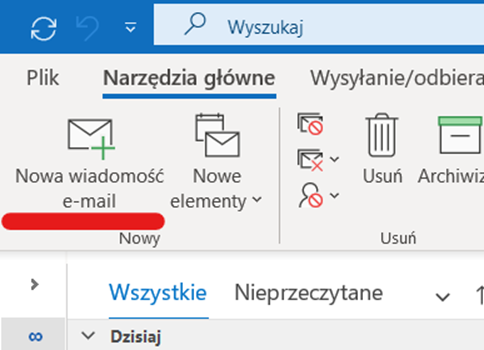 Wyszukaj
Plik Narzędzia główne Wysyłanie/odbiera
Nowa wiadomość
e-mail
Nowe
elementy
Usuń
Archiwiz
Nowy
Usuń
Wszystkie Nieprzeczytane
Dzisiaj